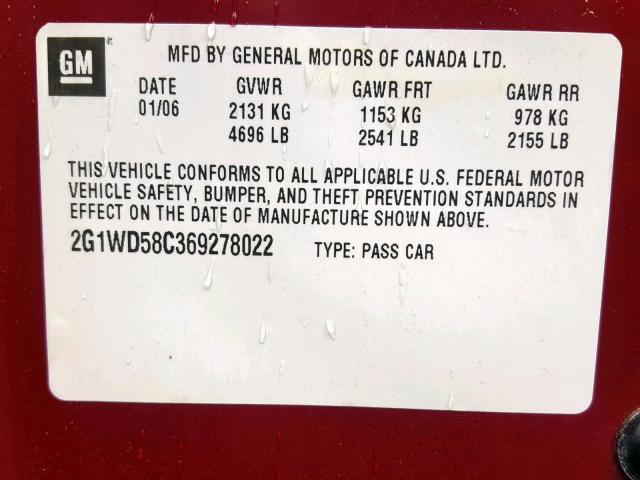 GM ®
MFD BY GENERAL MOTORS OF CANADA LTD.
DATE GVWR GAWR FRT GAWR RR
01/06 2131 KG 1153 KG 978 KG
4696 LB 2541 LB 2155 LB
THIS VEHICLE CONFORMS TO ALL APPLICABLE U.S. FEDERAL MOTOR
VEHICLE SAFETY, BUMPER, AND THEFT PREVENTION STANDARDS IN
EFFECT ON THE DATE OF MANUFACTURE SHOWN ABOVE.
2G1WD58C369278022 TYPE: PASS CAR